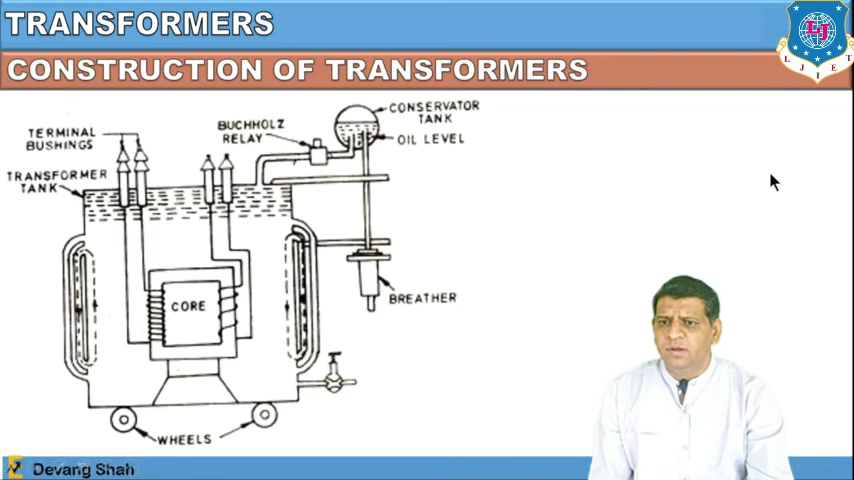 TRANSFORMERS
CONSTRUCTION OF TRANSFORMERS
LJ
L J I E T
TERMINAL
BUSHINGS
TRANSFORMER
TANK
BUCHHOLZ
RELAY
CONSERVATOR
TANK
OIL LEVEL
CORE
BREATHER
WHEELS
Devang Shah